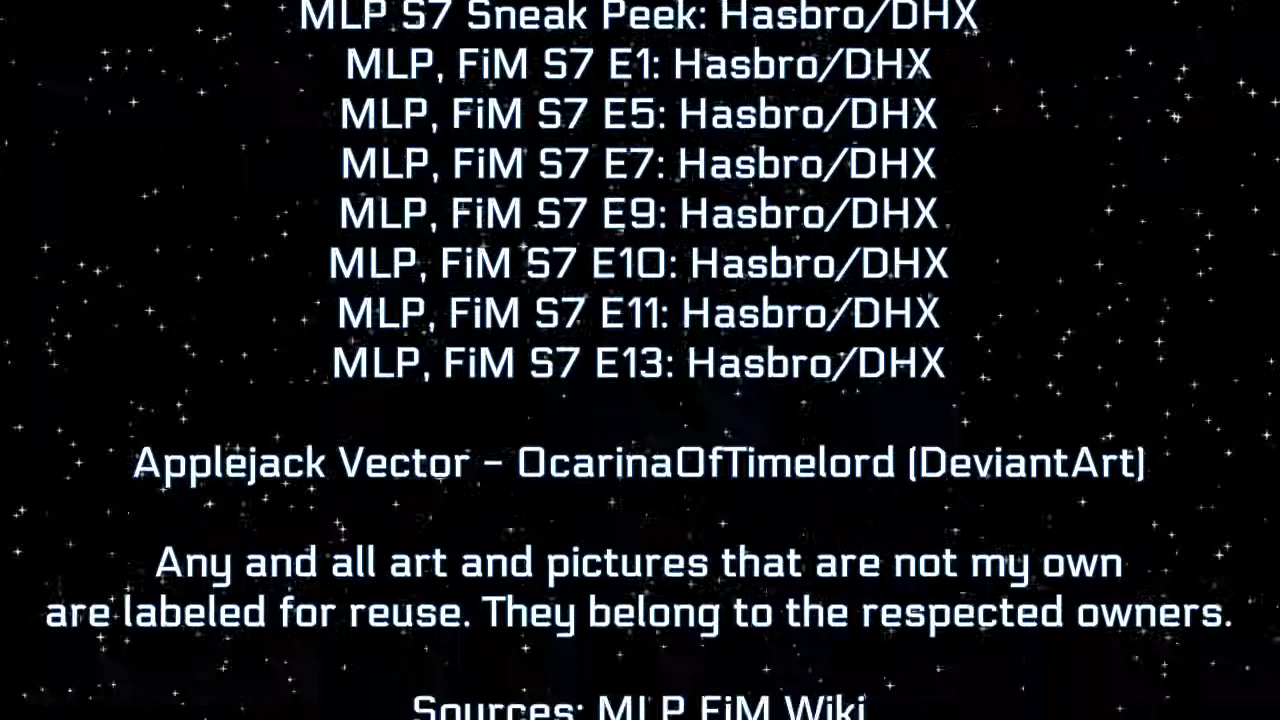 MLP S7 Sneak Peek: Hasbro/DHX
MLP, FiM S7 E1: Hasbro/DHX
MLP, FiM S7 E5: Hasbro/DHX
MLP, FiM S7 E7: Hasbro/DHX
MLP, FiM S7 E9: Hasbro/DHX
MLP, FiM S7 E10: Hasbro/DHX
MLP, FiM S7 E11: Hasbro/DHX
MLP, FiM S7 E13: Hasbro/DHX
Applejack Vector - OcarinaOfTimelord (DeviantArt)
Any and all art and pictures that are not my own
are labeled for reuse. They belong to the respected owners.
Sources: MLP FiM Wiki